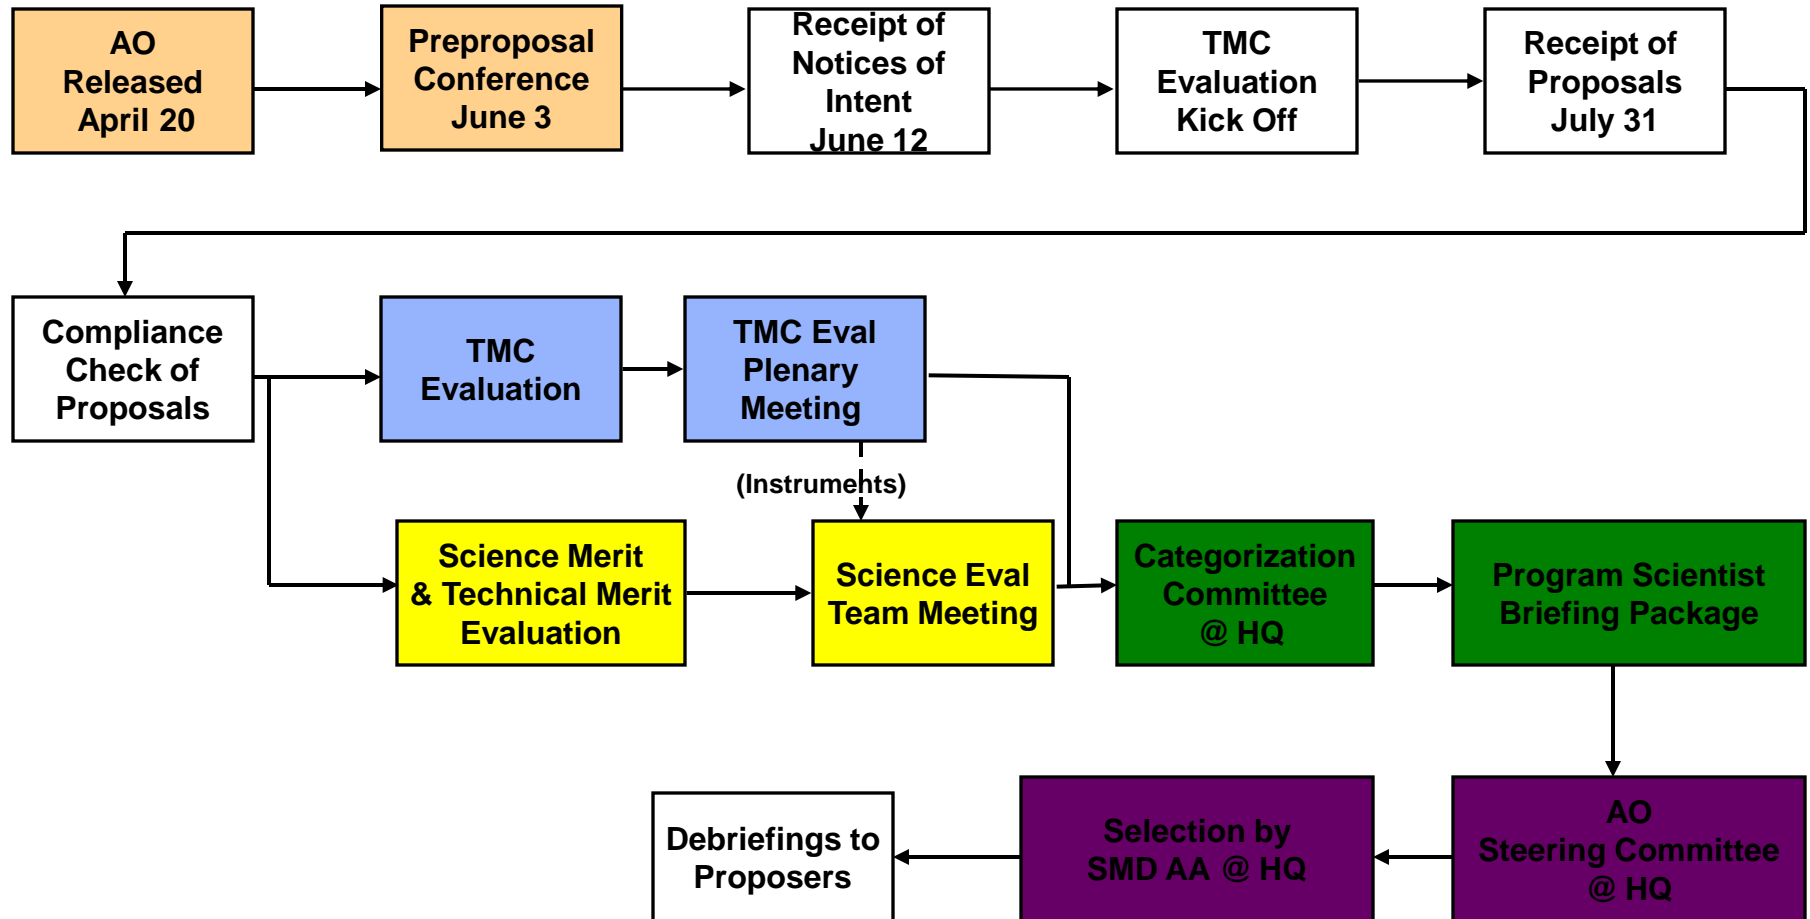 AO
Released
April 20
Preproposal
Conference
June 3
Receipt of
Notices of
Intent
June 12
TMC
Evaluation
Kick Off
Receipt of
Proposals
July 31
Compliance
Check of
Proposals
TMC
Evaluation
TMC Eval
Plenary
Meeting
(Instruments)
Science Merit
& Technical Merit
Evaluation
Science Eval
Team Meeting
Categorization
Committee
@ HQ
Program Scientist
Briefing Package
AO
Steering Committee
@ HQ
Selection by
SMD AA @ HQ
Debriefings to
Proposers